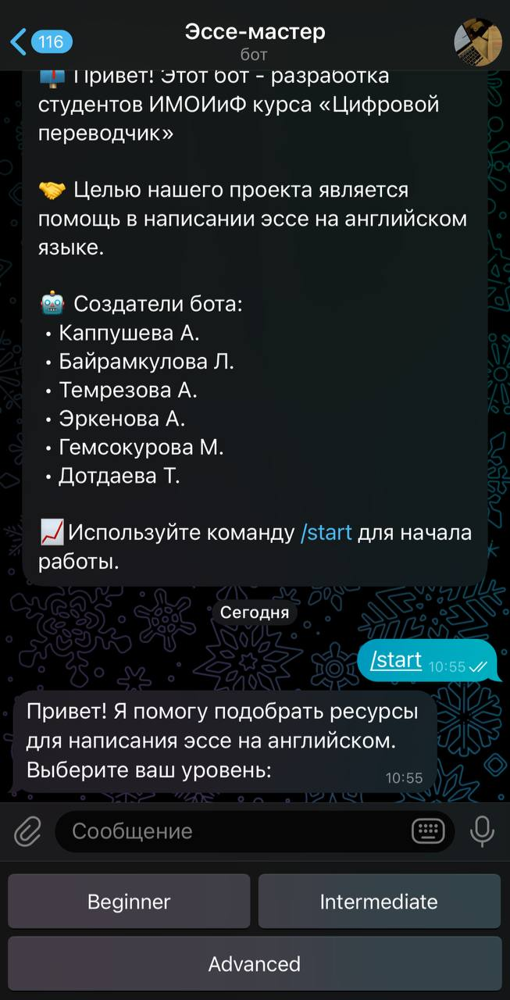 116
Эссе-мастер
бот
Привет! Этот бот - разработка
студентов ИМОИиФ курса «Цифровой
переводчик»
🤝 Целью нашего проекта является
помощь в написании эссе на английском
языке.
🤖 Создатели бота:
• Каппушева А.
• Байрамкулова Л.
• Темрезова А.
• Эркенова А.
• Гемсокурова М.
• Дотдаева Т.
📈Используйте команду /start для начала
работы.
Сегодня
/start 10:55
Привет! Я помогу подобрать ресурсы
для написания эссе на английском.
Выберите ваш уровень:
10:55
Сообщение
Beginner
Intermediate
Advanced